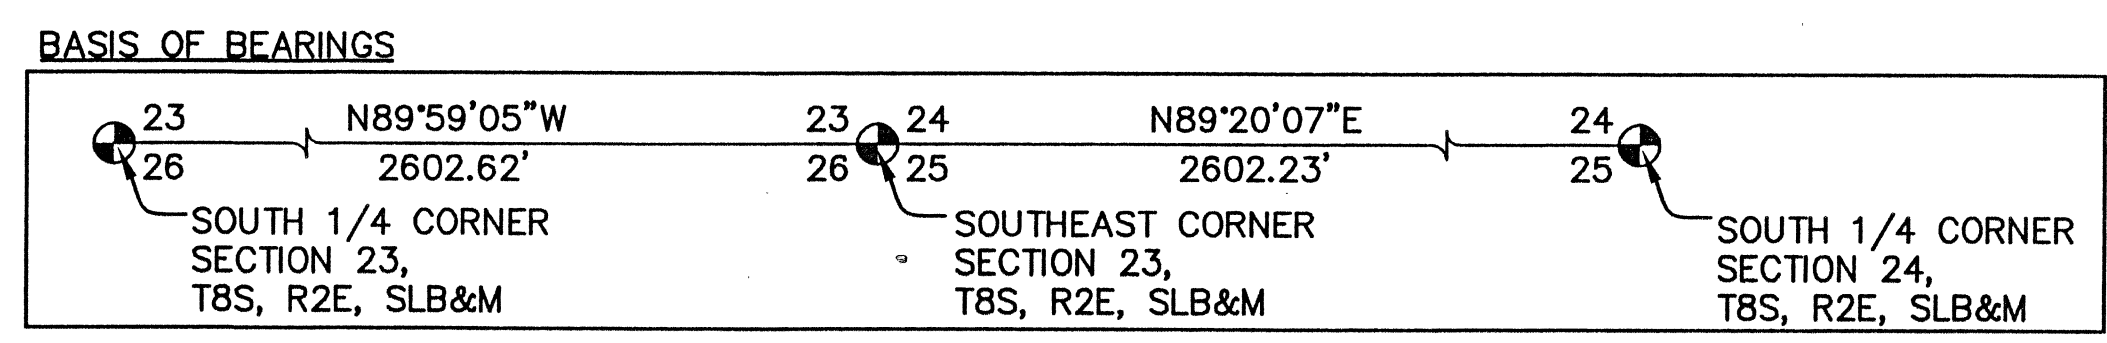 BASIS OF BEARINGS
23 N89°59'05"W 23 24 N89°20'07"E 24
26 2602.62' 26 25 2602.23' 25
SOUTH 1/4 CORNER
SECTION 23,
T8S, R2E, SLB&M
SOUTHEAST CORNER
SECTION 23,
T8S, R2E, SLB&M
SOUTH 1/4 CORNER
SECTION 24,
T8S, R2E, SLB&M